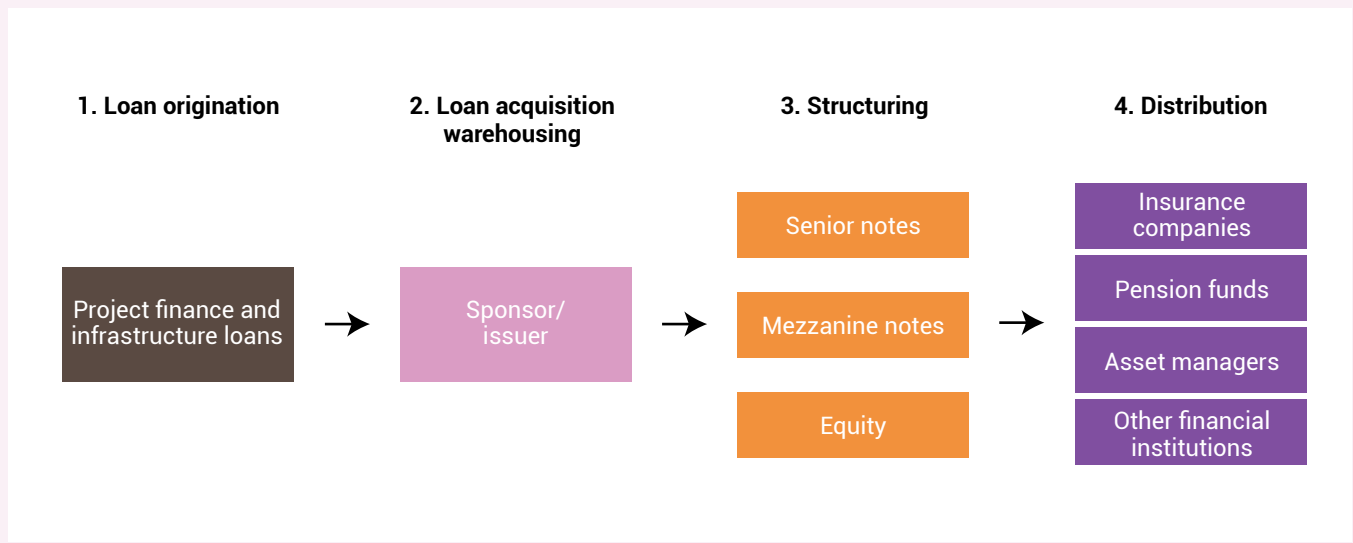 1. Loan origination
2. Loan acquisition
warehousing
3. Structuring
4. Distribution
Project finance and
infrastructure loans
Sponsor/
issuer
Senior notes
Mezzanine notes
Equity
Insurance
companies
Pension funds
Asset managers
Other financial
institutions